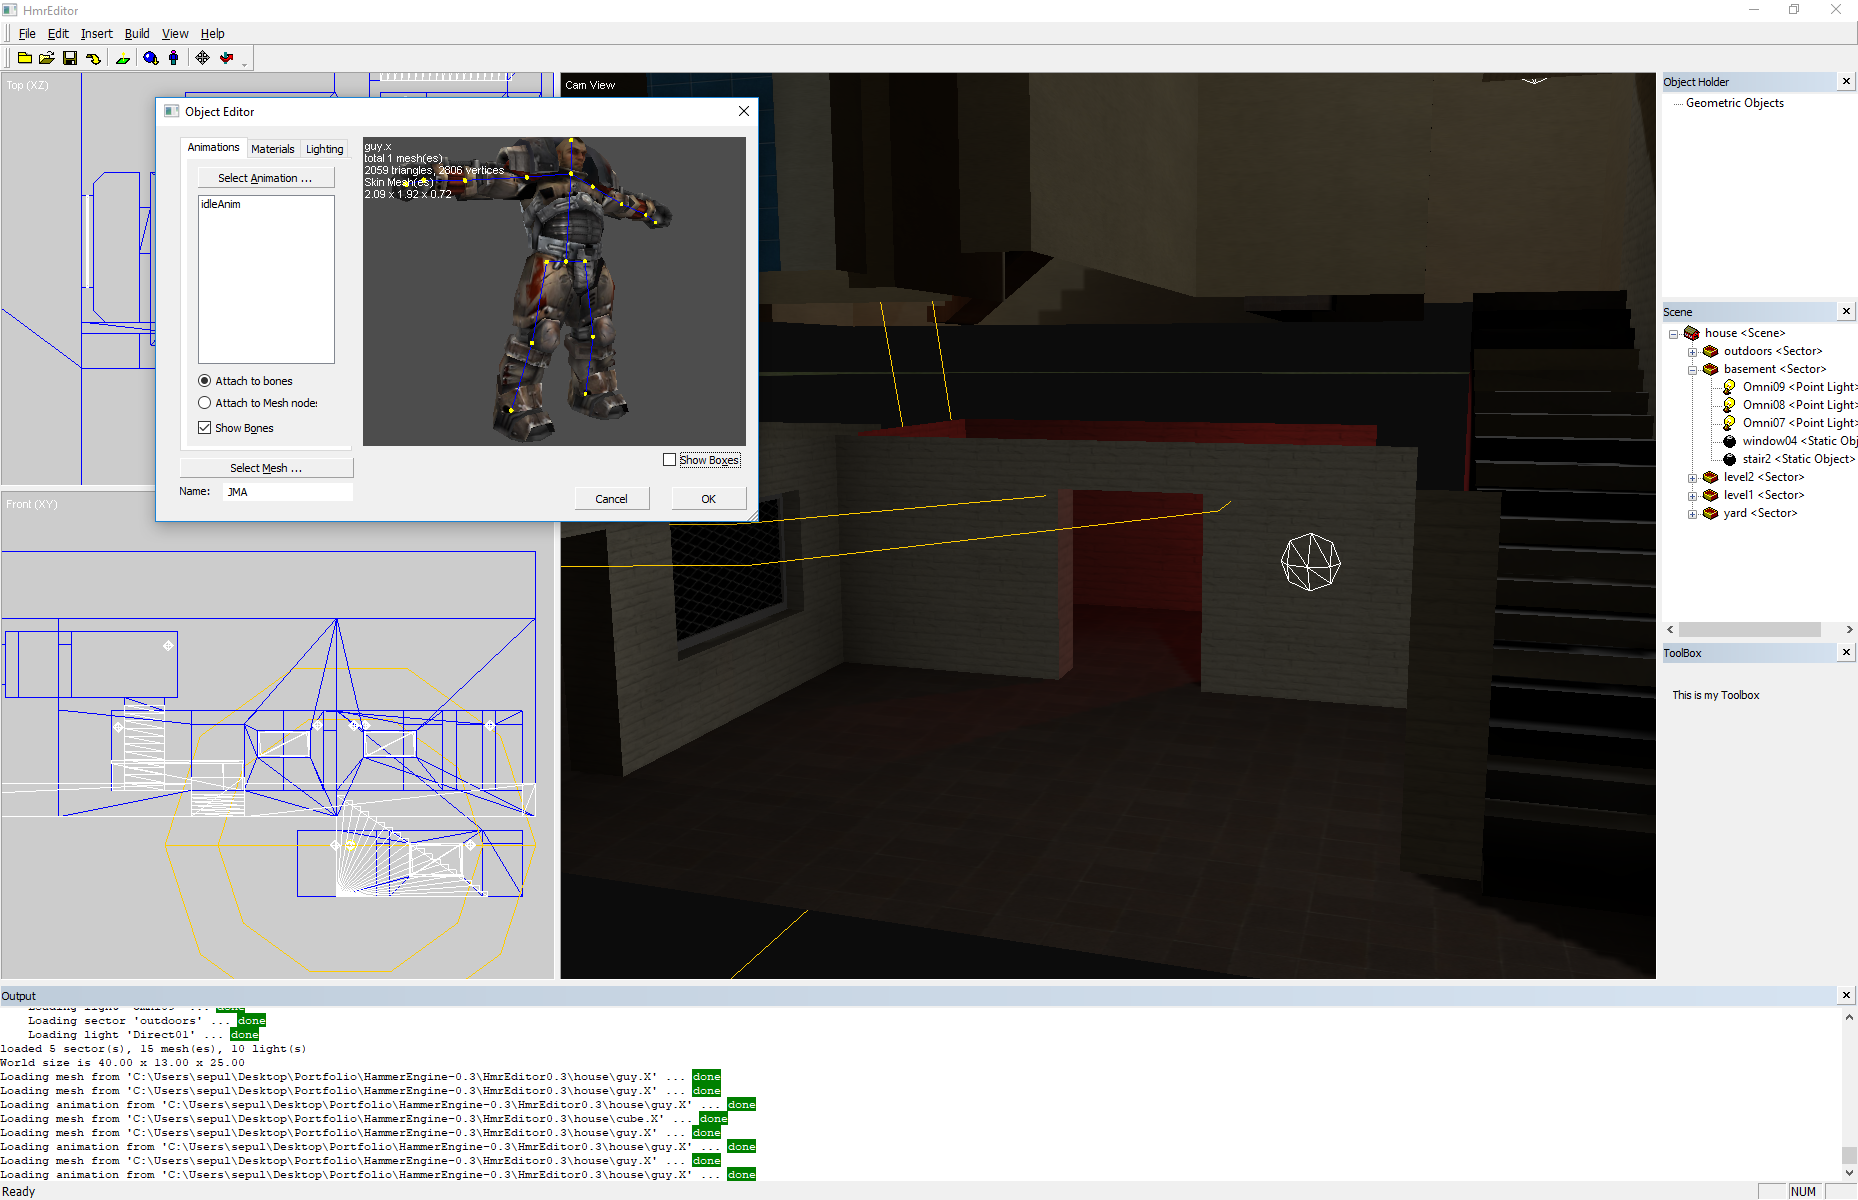 HmrEditor
File Edit Insert Build View Help
Top (XZ)
Cam View
Object Editor
Animations Materials Lighting
Select Animation ...
idleAnim
Attach to bones
Attach to Mesh nodes
Show Bones
Select Mesh ...
Name: JMA
guy.x
total 1 mesh(es)
2059 triangles, 2806 vertices
Skin Mesh(es)
2.09 x 1.92 x 0.72
Show Boxes
Cancel OK
Front (XY)
Object Holder
Geometric Objects
Scene
house <Scene>
outdoors <Sector>
basement <Sector>
Omni09 <Point Light>
Omni08 <Point Light>
Omni07 <Point Light>
window04 <Static Obj
stair2 <Static Object>
level2 <Sector>
level1 <Sector>
yard <Sector>
ToolBox
This is my Toolbox
Output
Loading sector 'outdoors' ... done
Loading light 'Direct01' ... done
loaded 5 sector(s), 15 mesh(es), 10 light(s)
World size is 40.00 x 13.00 x 25.00
Loading mesh from 'C:\Users\sepul\Desktop\Portfolio\HammerEngine-0.3\HmrEditor0.3\house\guy.X' ... done
Loading mesh from 'C:\Users\sepul\Desktop\Portfolio\HammerEngine-0.3\HmrEditor0.3\house\guy.X' ... done
Loading animation from 'C:\Users\sepul\Desktop\Portfolio\HammerEngine-0.3\HmrEditor0.3\house\guy.X' ... done
Loading mesh from 'C:\Users\sepul\Desktop\Portfolio\HammerEngine-0.3\HmrEditor0.3\house\cube.X' ... done
Loading mesh from 'C:\Users\sepul\Desktop\Portfolio\HammerEngine-0.3\HmrEditor0.3\house\guy.X' ... done
Loading animation from 'C:\Users\sepul\Desktop\Portfolio\HammerEngine-0.3\HmrEditor0.3\house\guy.X' ... done
Loading mesh from 'C:\Users\sepul\Desktop\Portfolio\HammerEngine-0.3\HmrEditor0.3\house\guy.X' ... done
Loading animation from 'C:\Users\sepul\Desktop\Portfolio\HammerEngine-0.3\HmrEditor0.3\house\guy.X' ... done
Ready
NUM